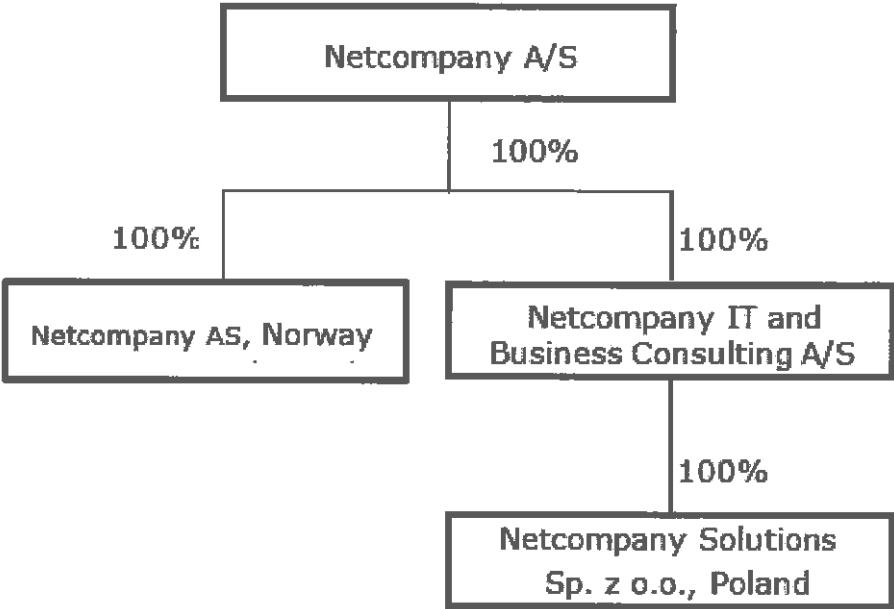 Netcompany A/S
100%
100%
100%
Netcompany AS, Norway
Netcompany IT and
Business Consulting A/S
100%
Netcompany Solutions
Sp. z o.o., Poland